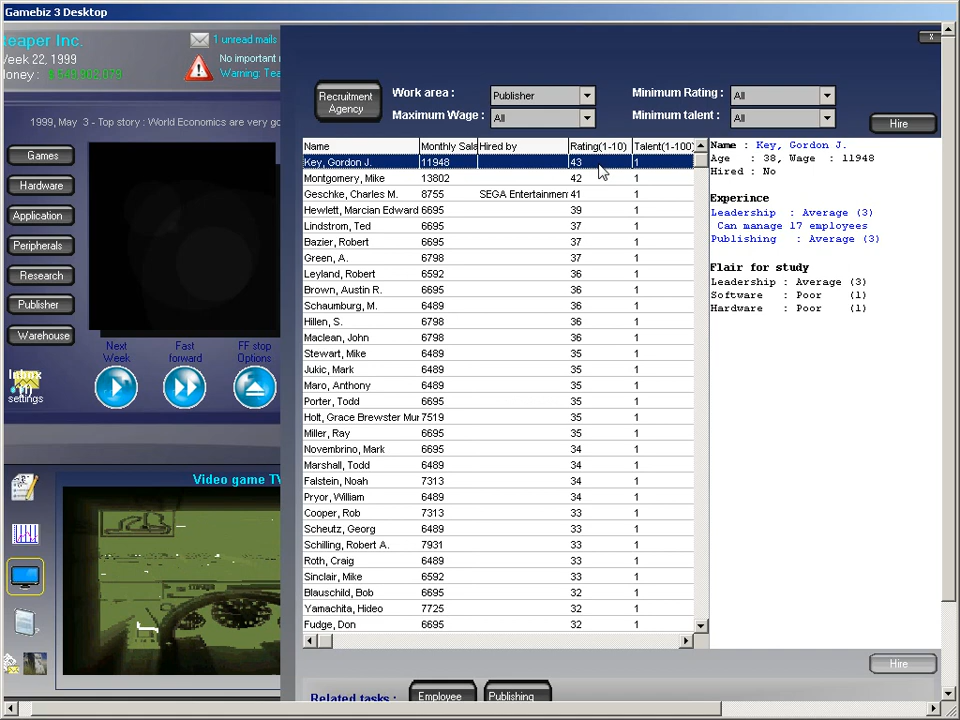 Gamebiz 3 Desktop
Reaper Inc.
Week 22, 1999
Money :
1 unread mails
No important
Warning: Tea
1999, May 3 - Top story : World Economics are very go
Games
Hardware
Application
Peripherals
Research
Publisher
Warehouse
Next Week
Fast forward
FF stop Options
Inbox
(1)
settings
Video game TV
x
Recruitment Agency
Work area : Publisher
Maximum Wage : All
Minimum Rating : All
Minimum talent : All
Hire
Name Monthly Sala Hired by Rating(1-10) Talent(1-100)
Key, Gordon J. 11948 43 1
Montgomery, Mike 13802 42 1
Geschke, Charles M. 8755 SEGA Entertainmen 41 1
Hewlett, Marcian Edward 6695 39 1
Lindstrom, Ted 6695 37 1
Bazier, Robert 6695 37 1
Green, A. 6798 37 1
Leyland, Robert 6592 36 1
Brown, Austin R. 6695 36 1
Schaumburg, M. 6489 36 1
Hillen, S. 6798 36 1
Maclean, John 6798 36 1
Stewart, Mike 6489 35 1
Jukic, Mark 6489 35 1
Maro, Anthony 6489 35 1
Porter, Todd 6695 35 1
Holt, Grace Brewster Mur 7519 35 1
Miller, Ray 6695 35 1
Novembrino, Mark 6695 34 1
Marshall, Todd 6489 34 1
Falstein, Noah 7313 34 1
Pryor, William 6489 34 1
Cooper, Rob 7313 33 1
Scheutz, Georg 6489 33 1
Schilling, Robert A. 7931 33 1
Roth, Craig 6489 33 1
Sinclair, Mike 6592 33 1
Blauschild, Bob 6695 32 1
Yamachita, Hideo 7725 32 1
Fudge, Don 6695 32 1
Name : Key, Gordon J.
Age : 38, Wage : 11948
Hired : No
Experince
Leadership : Average (3)
Can manage 17 employees
Publishing : Average (3)
Flair for study
Leadership : Average (3)
Software : Poor (1)
Hardware : Poor (1)
Hire
Related tasks :
Employee
Publishing